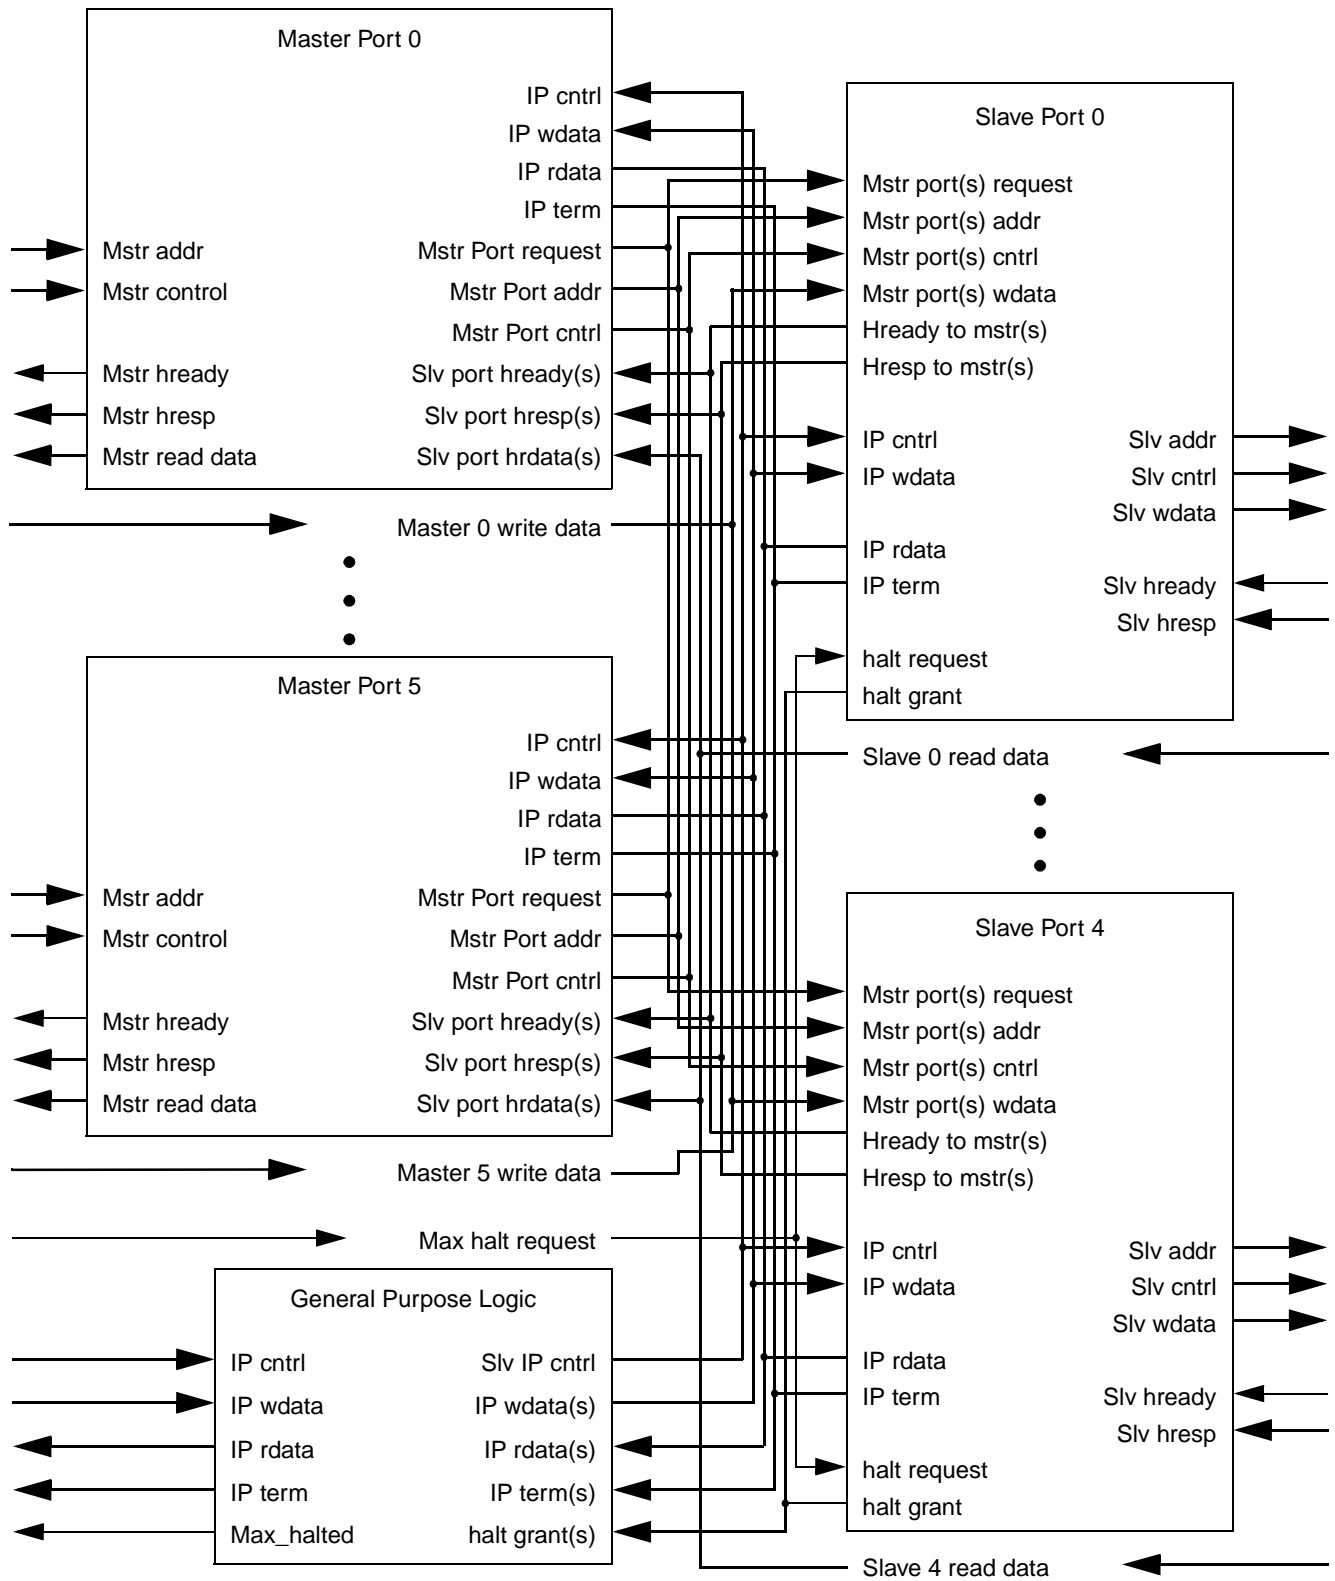 Master Port 0
IP cntrl
IP wdata
IP rdata
IP term
Mstr addr
Mstr Port request
Mstr control
Mstr Port addr
Mstr Port cntrl
Mstr hready
Slv port hready(s)
Mstr hresp
Slv port hresp(s)
Mstr read data
Slv port hrdata(s)
Master 0 write data
Master Port 5
IP cntrl
IP wdata
IP rdata
IP term
Mstr addr
Mstr Port request
Mstr control
Mstr Port addr
Mstr Port cntrl
Mstr hready
Slv port hready(s)
Mstr hresp
Slv port hresp(s)
Mstr read data
Slv port hrdata(s)
Master 5 write data
Max halt request
General Purpose Logic
IP cntrl
Slv IP cntrl
IP wdata
IP wdata(s)
IP rdata
IP rdata(s)
IP term
IP term(s)
Max_halted
halt grant(s)
Slave Port 0
Mstr port(s) request
Mstr port(s) addr
Mstr port(s) cntrl
Mstr port(s) wdata
Hready to mstr(s)
Hresp to mstr(s)
IP cntrl
Slv addr
IP wdata
Slv cntrl
Slv wdata
IP rdata
IP term
Slv hready
Slv hresp
halt request
halt grant
Slave 0 read data
Slave Port 4
Mstr port(s) request
Mstr port(s) addr
Mstr port(s) cntrl
Mstr port(s) wdata
Hready to mstr(s)
Hresp to mstr(s)
IP cntrl
Slv addr
IP wdata
Slv cntrl
Slv wdata
IP rdata
IP term
Slv hready
Slv hresp
halt request
halt grant
Slave 4 read data